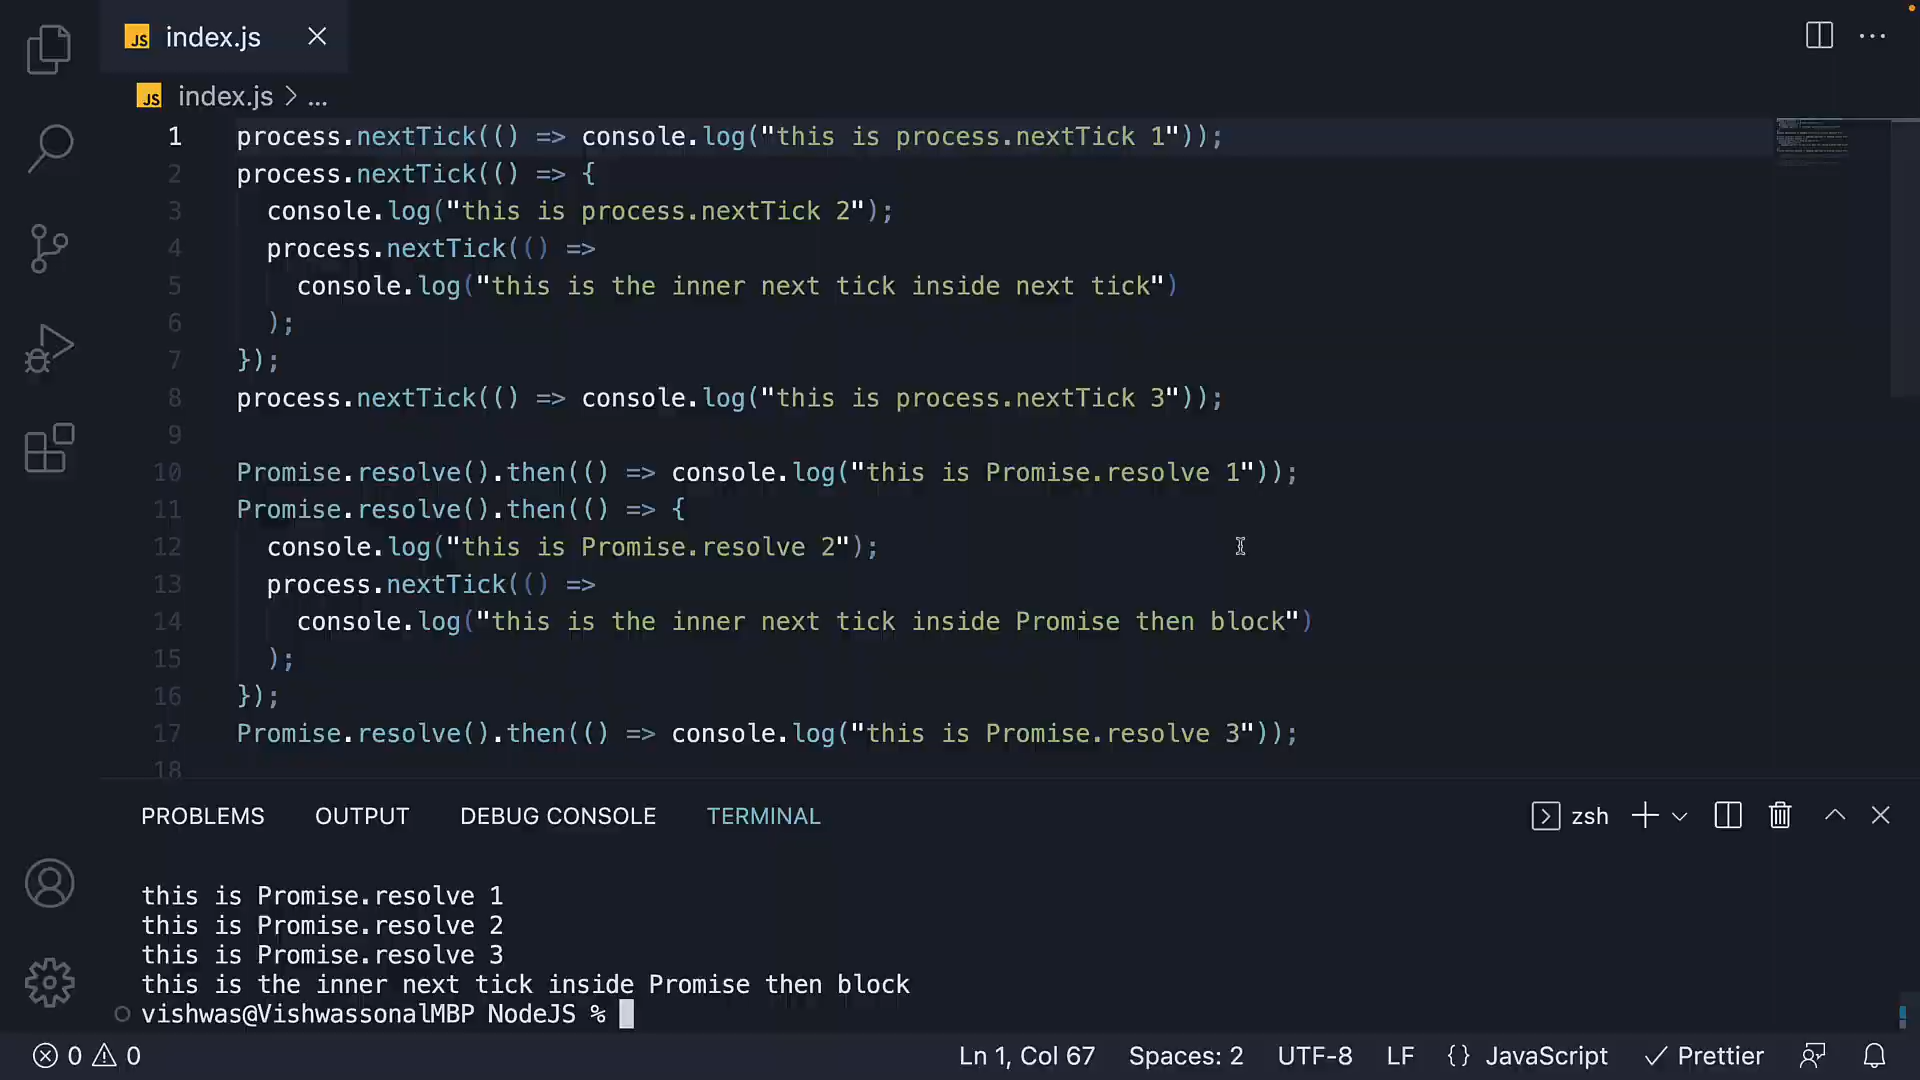 JS index.js
JS index.js > ...
1 process.nextTick(() => console.log("this is process.nextTick 1"));
2 process.nextTick(() => {
3 console.log("this is process.nextTick 2");
4 process.nextTick(() =>
5 console.log("this is the inner next tick inside next tick")
6 );
7 });
8 process.nextTick(() => console.log("this is process.nextTick 3"));
9
10 Promise.resolve().then(() => console.log("this is Promise.resolve 1"));
11 Promise.resolve().then(() => {
12 console.log("this is Promise.resolve 2");
13 process.nextTick(() =>
14 console.log("this is the inner next tick inside Promise then block")
15 );
16 });
17 Promise.resolve().then(() => console.log("this is Promise.resolve 3"));
18
PROBLEMS OUTPUT DEBUG CONSOLE TERMINAL zsh
this is Promise.resolve 1
this is Promise.resolve 2
this is Promise.resolve 3
this is the inner next tick inside Promise then block
vishwas@VishwassonalMBP NodeJS %
0 0 Ln 1, Col 67 Spaces: 2 UTF-8 LF {} JavaScript Prettier